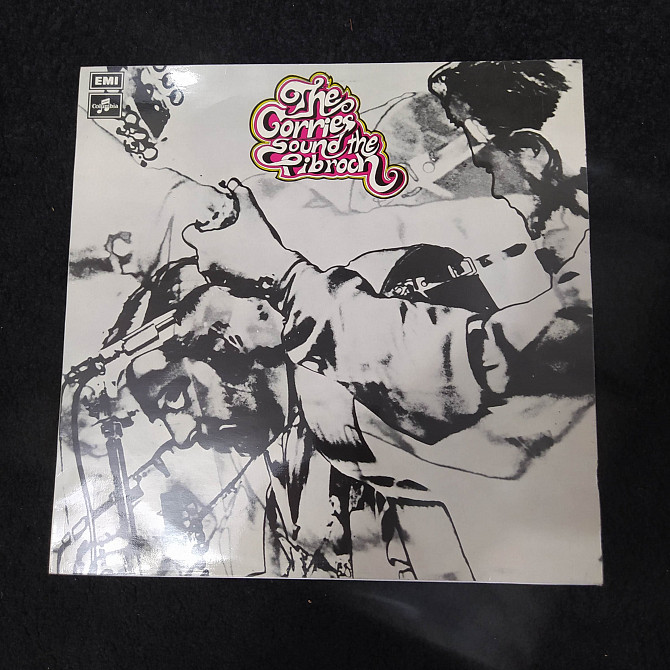 EMI
Columbia
The
Corries
Sound the
Pibroch